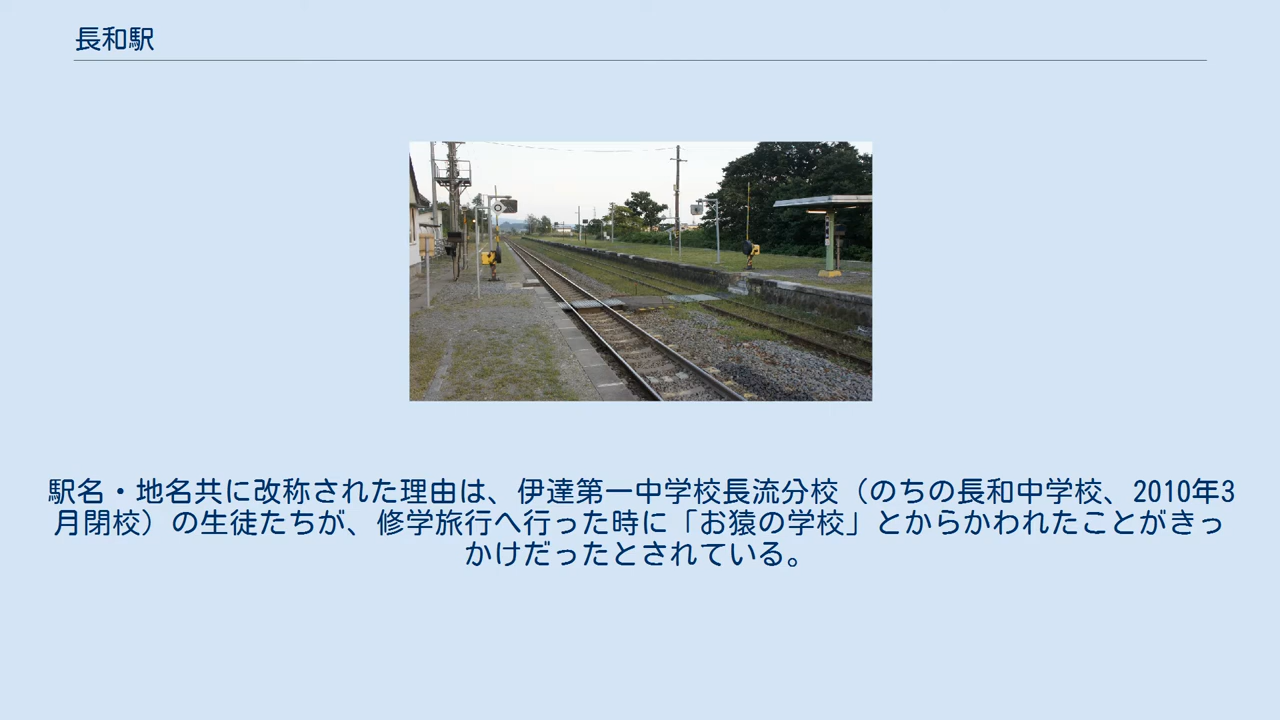 長和駅
駅名・地名共に改称された理由は、伊達第一中学校長流分校（のちの長和中学校、2010年3
月閉校）の生徒たちが、修学旅行へ行った時に「お猿の学校」とからかわれたことがきっ
かけだったとされている。